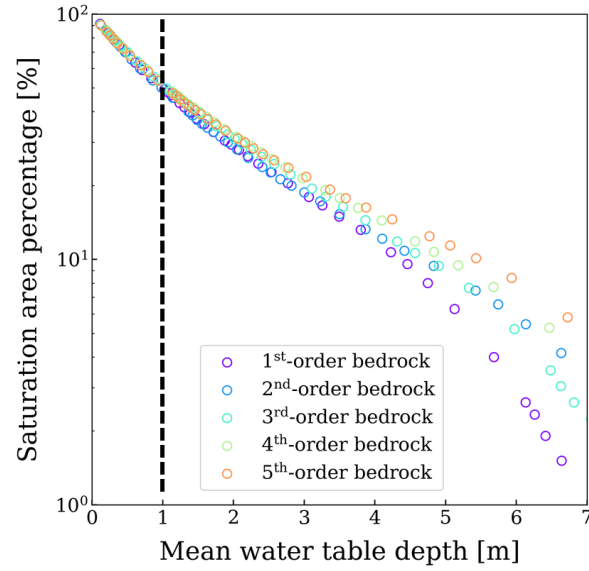 Saturation area percentage [%]
10²
10¹
10⁰
1ˢᵗ-order bedrock
2ⁿᵈ-order bedrock
3ʳᵈ-order bedrock
4ᵗʰ-order bedrock
5ᵗʰ-order bedrock
0 1 2 3 4 5 6 7
Mean water table depth [m]